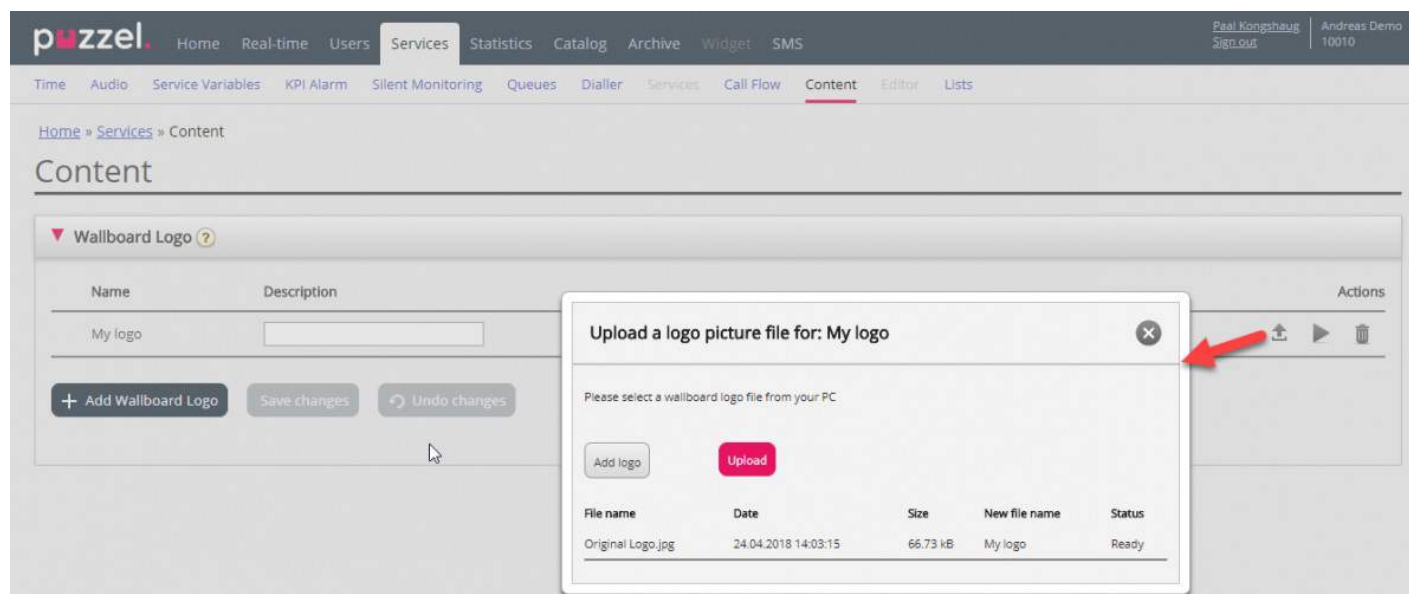 puzzel.
Home Real-time Users Services Statistics Catalog Archive Widget SMS
Paal Kongshaug
Sign out
Andreas Demo
10010
Time Audio Service Variables KPI Alarm Silent Monitoring Queues Dialler Services Call Flow Content Editor Lists
Home » Services » Content
Content
Wallboard Logo ?
Name Description Actions
My logo
+ Add Wallboard Logo Save changes Undo changes
Upload a logo picture file for: My logo
Please select a wallboard logo file from your PC
Add logo Upload
File name Date Size New file name Status
Original Logo.jpg 24.04.2018 14:03:15 66.73 kB My logo Ready